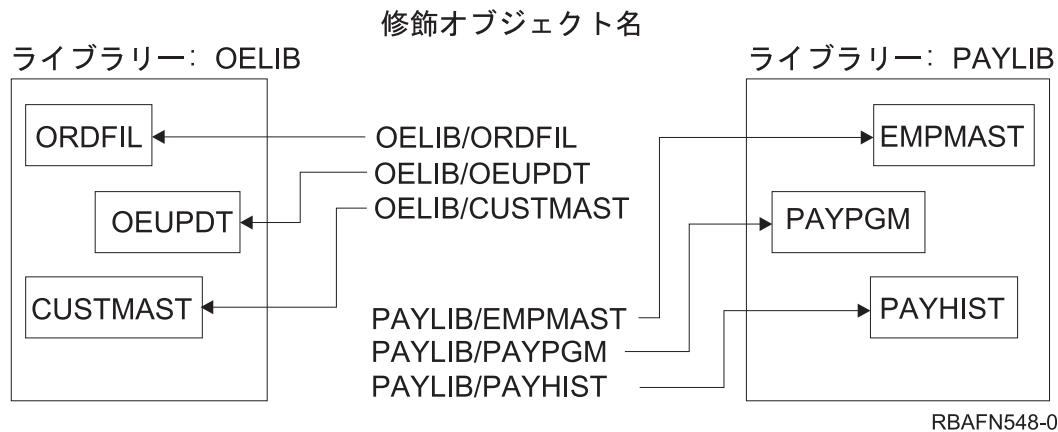 修飾オブジェクト名
ライブラリー: OELIB
ライブラリー: PAYLIB
ORDFIL
OEUPDT
CUSTMAST
OELIB/ORDFIL
OELIB/OEUPDT
OELIB/CUSTMAST
PAYLIB/EMPMAST
PAYLIB/PAYPGM
PAYLIB/PAYHIST
EMPMAST
PAYPGM
PAYHIST
RBAFN548-0